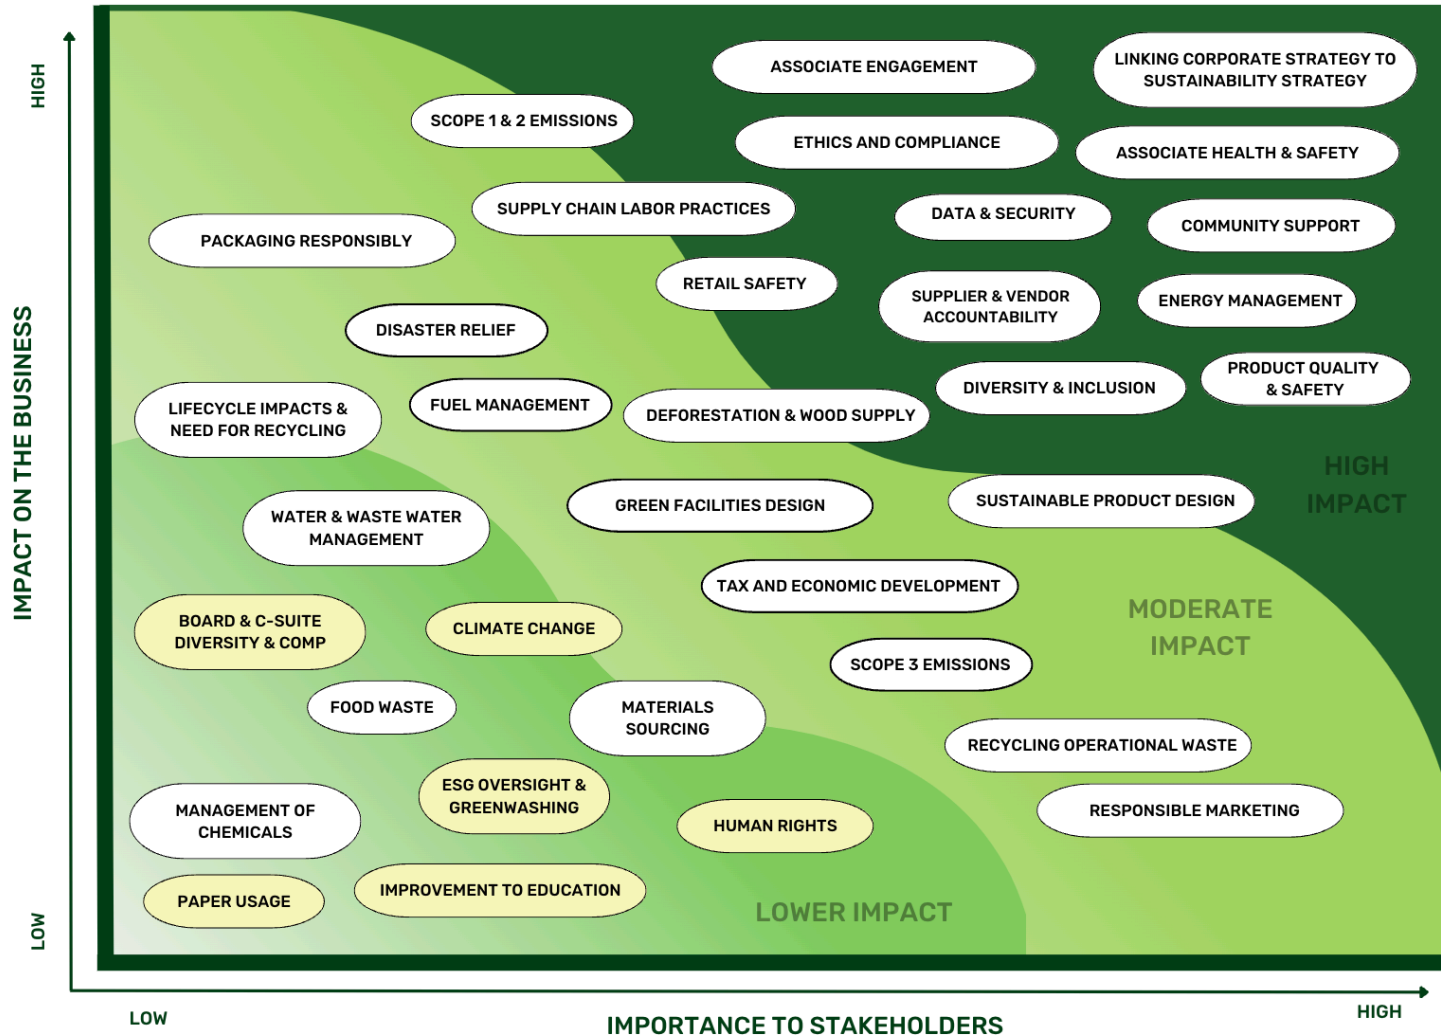 HIGH
ASSOCIATE ENGAGEMENT
LINKING CORPORATE STRATEGY TO
SUSTAINABILITY STRATEGY
SCOPE 1 & 2 EMISSIONS
ETHICS AND COMPLIANCE
ASSOCIATE HEALTH & SAFETY
SUPPLY CHAIN LABOR PRACTICES
DATA & SECURITY
COMMUNITY SUPPORT
PACKAGING RESPONSIBLY
RETAIL SAFETY
SUPPLIER & VENDOR
ACCOUNTABILITY
ENERGY MANAGEMENT
DISASTER RELIEF
PRODUCT QUALITY
& SAFETY
DIVERSITY & INCLUSION
LIFECYCLE IMPACTS &
NEED FOR RECYCLING
FUEL MANAGEMENT
DEFORESTATION & WOOD SUPPLY
HIGH
IMPACT
IMPACT ON THE BUSINESS
GREEN FACILITIES DESIGN
SUSTAINABLE PRODUCT DESIGN
WATER & WASTE WATER
MANAGEMENT
TAX AND ECONOMIC DEVELOPMENT
MODERATE
IMPACT
BOARD & C-SUITE
DIVERSITY & COMP
CLIMATE CHANGE
SCOPE 3 EMISSIONS
FOOD WASTE
MATERIALS
SOURCING
RECYCLING OPERATIONAL WASTE
ESG OVERSIGHT &
GREENWASHING
MANAGEMENT OF
CHEMICALS
HUMAN RIGHTS
RESPONSIBLE MARKETING
PAPER USAGE
IMPROVEMENT TO EDUCATION
LOWER IMPACT
LOW
LOW
IMPORTANCE TO STAKEHOLDERS
HIGH